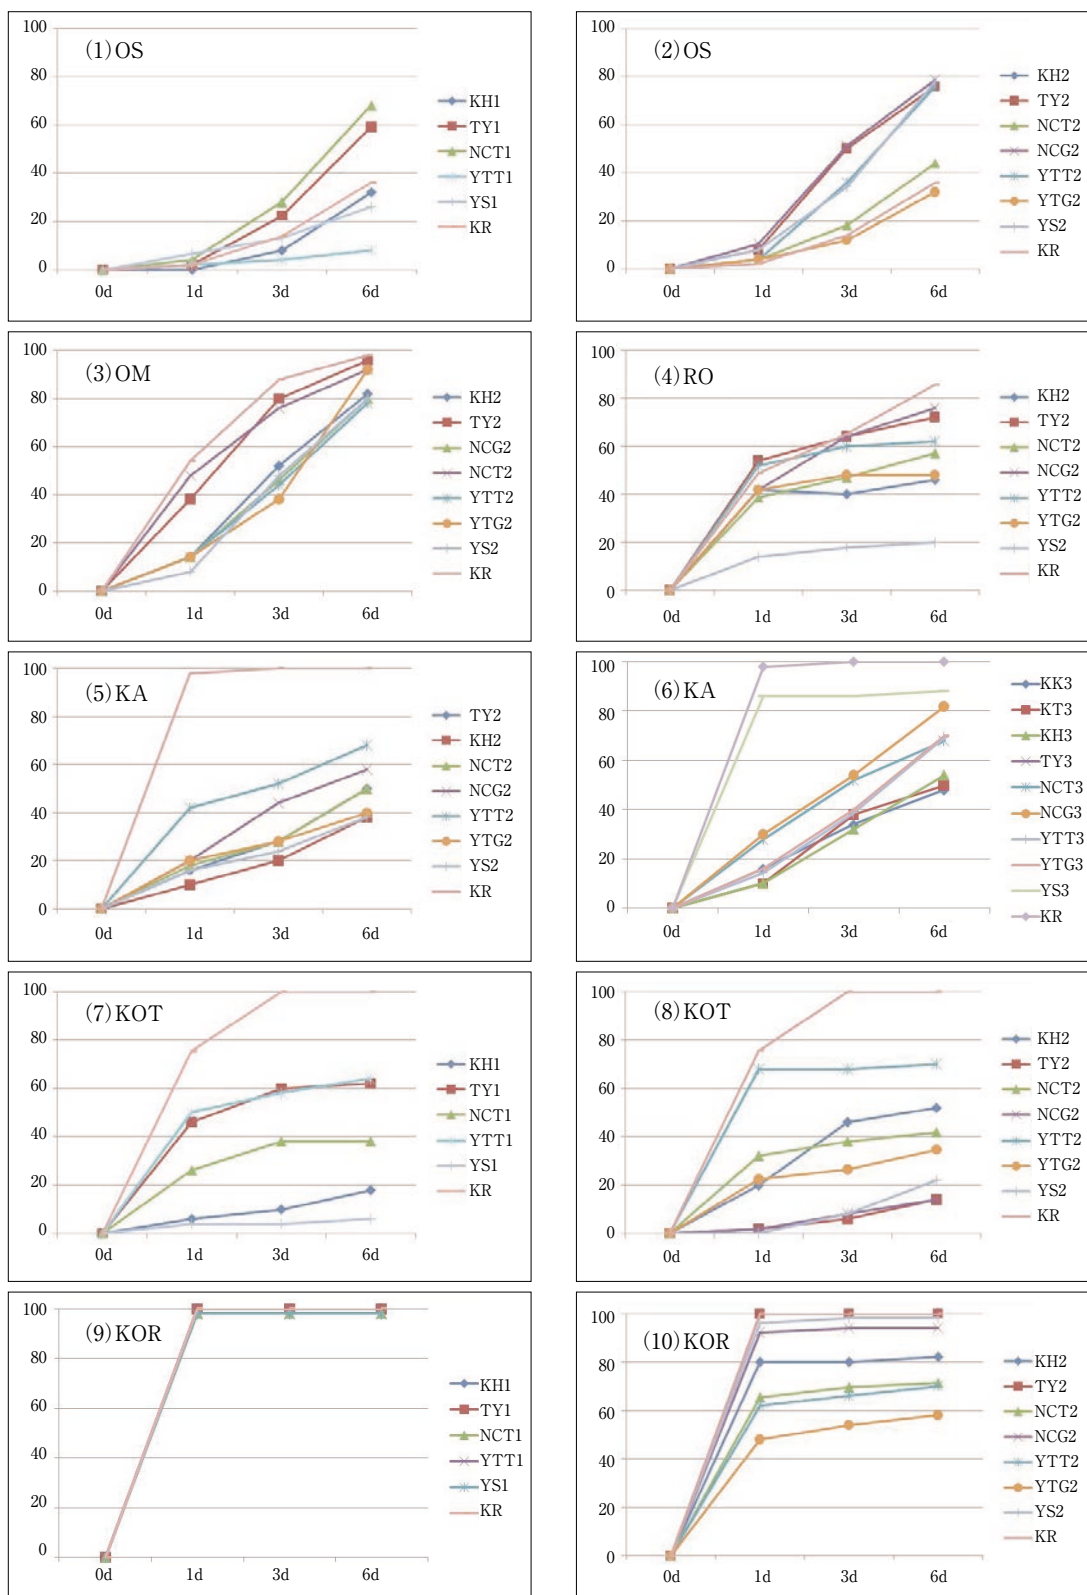 (1)OS
100
80
60
40
20
0
0d 1d 3d 6d
KH1
TY1
NCT1
YTT1
YS1
KR
(2)OS
100
80
60
40
20
0
0d 1d 3d 6d
KH2
TY2
NCT2
NCG2
YTT2
YTG2
YS2
KR
(3)OM
100
80
60
40
20
0
0d 1d 3d 6d
KH2
TY2
NCG2
NCT2
YTT2
YTG2
YS2
KR
(4)RO
100
80
60
40
20
0
0d 1d 3d 6d
KH2
TY2
NCT2
NCG2
YTT2
YTG2
YS2
KR
(5)KA
100
80
60
40
20
0
0d 1d 3d 6d
TY2
KH2
NCT2
NCG2
YTT2
YTG2
YS2
KR
(6)KA
100
80
60
40
20
0
0d 1d 3d 6d
KK3
KT3
KH3
TY3
NCT3
NCG3
YTT3
YTG3
YS3
KR
(7)KOT
100
80
60
40
20
0
0d 1d 3d 6d
KH1
TY1
NCT1
YTT1
YS1
KR
(8)KOT
100
80
60
40
20
0
0d 1d 3d 6d
KH2
TY2
NCT2
NCG2
YTT2
YTG2
YS2
KR
(9)KOR
100
80
60
40
20
0
0d 1d 3d 6d
KH1
TY1
NCT1
YTT1
YS1
KR
(10)KOR
100
80
60
40
20
0
0d 1d 3d 6d
KH2
TY2
NCT2
NCG2
YTT2
YTG2
YS2
KR